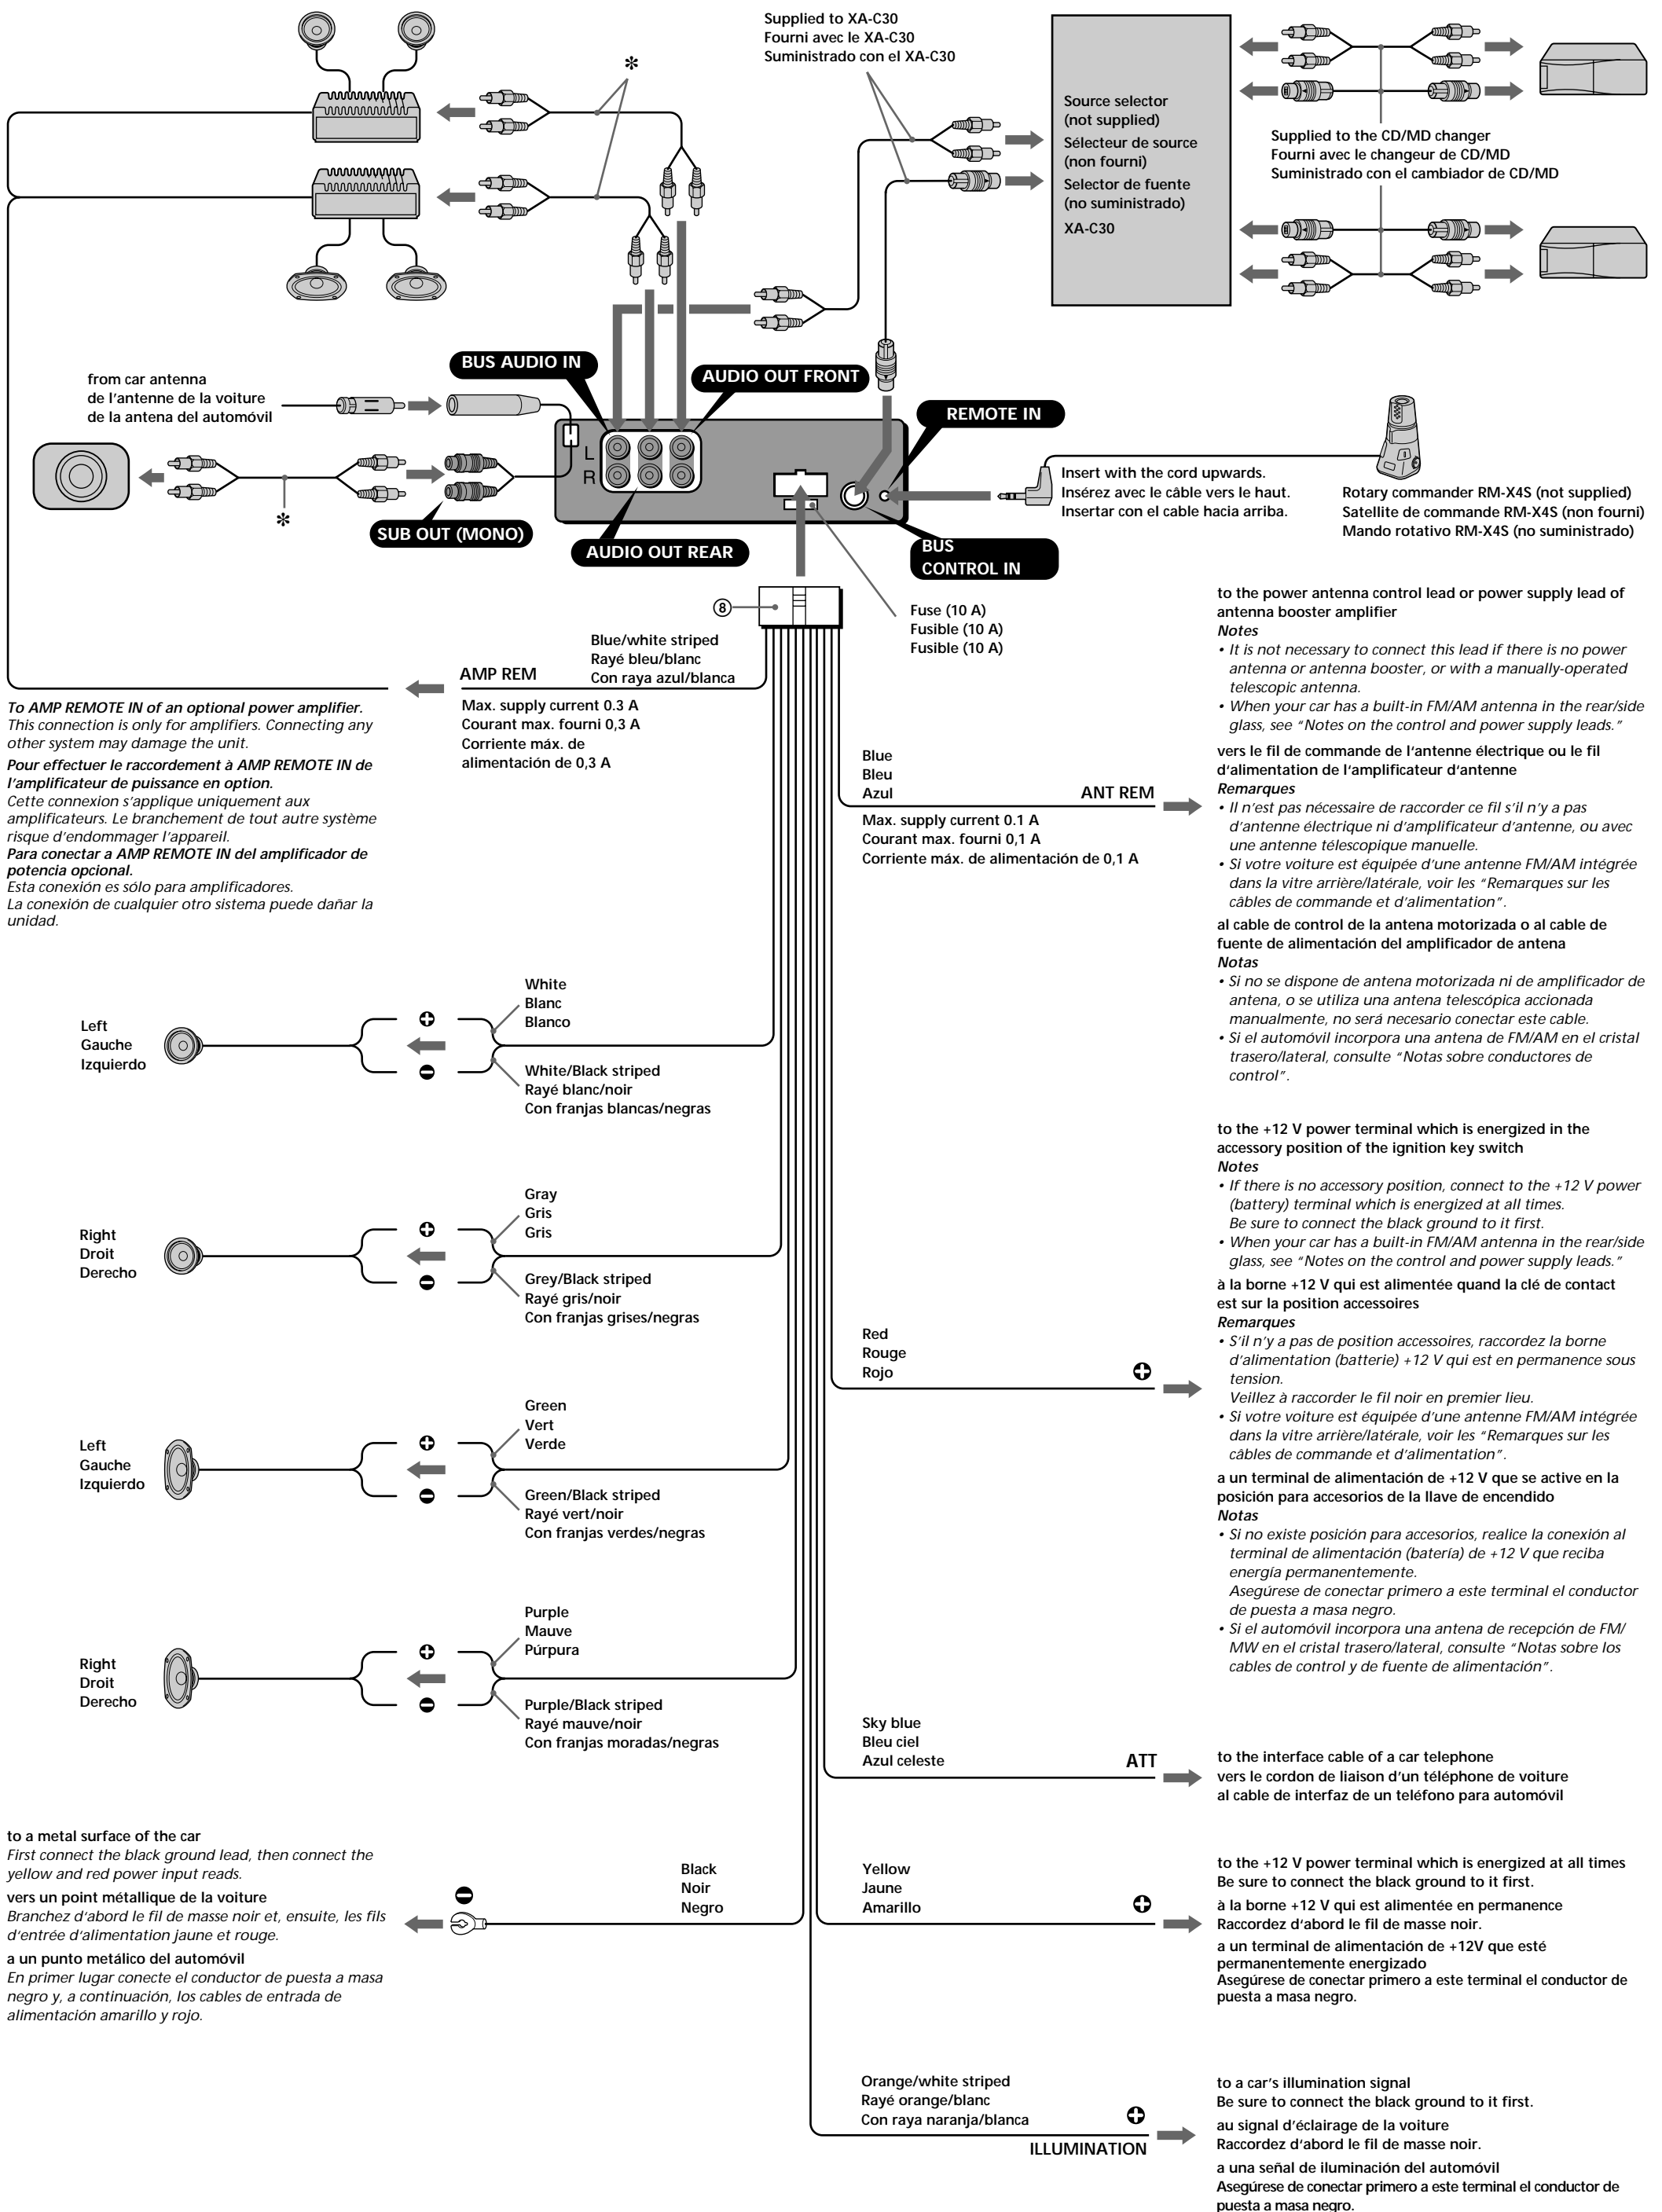 Supplied to XA-C30
Fourni avec le XA-C30
Suministrado con el XA-C30
*
Source selector
(not supplied)
Sélecteur de source
(non fourni)
Selector de fuente
(no suministrado)
XA-C30
Supplied to the CD/MD changer
Fourni avec le changeur de CD/MD
Suministrado con el cambiador de CD/MD
BUS AUDIO IN
AUDIO OUT FRONT
from car antenna
de l'antenne de la voiture
de la antena del automóvil
REMOTE IN
L
R
Insert with the cord upwards.
Insérez avec le câble vers le haut.
Insertar con el cable hacia arriba.
Rotary commander RM-X4S (not supplied)
Satellite de commande RM-X4S (non fourni)
Mando rotativo RM-X4S (no suministrado)
*
SUB OUT (MONO)
AUDIO OUT REAR
BUS
CONTROL IN
⑧
Fuse (10 A)
Fusible (10 A)
Fusible (10 A)
Blue/white striped
Rayé bleu/blanc
Con raya azul/blanca
AMP REM
Max. supply current 0.3 A
Courant max. fourni 0,3 A
Corriente máx. de
alimentación de 0,3 A
To AMP REMOTE IN of an optional power amplifier.
This connection is only for amplifiers. Connecting any
other system may damage the unit.
Pour effectuer le raccordement à AMP REMOTE IN de
l'amplificateur de puissance en option.
Cette connexion s'applique uniquement aux
amplificateurs. Le branchement de tout autre système
risque d'endommager l'appareil.
Para conectar a AMP REMOTE IN del amplificador de
potencia opcional.
Esta conexión es sólo para amplificadores.
La conexión de cualquier otro sistema puede dañar la
unidad.
Blue
Bleu
Azul
ANT REM
Max. supply current 0.1 A
Courant max. fourni 0,1 A
Corriente máx. de alimentación de 0,1 A
to the power antenna control lead or power supply lead of
antenna booster amplifier
Notes
• It is not necessary to connect this lead if there is no power
antenna or antenna booster, or with a manually-operated
telescopic antenna.
• When your car has a built-in FM/AM antenna in the rear/side
glass, see "Notes on the control and power supply leads."
vers le fil de commande de l'antenne électrique ou le fil
d'alimentation de l'amplificateur d'antenne
Remarques
• Il n'est pas nécessaire de raccorder ce fil s'il n'y a pas
d'antenne électrique ni d'amplificateur d'antenne, ou avec
une antenne télescopique manuelle.
• Si votre voiture est équipée d'une antenne FM/AM intégrée
dans la vitre arrière/latérale, voir les "Remarques sur les
câbles de commande et d'alimentation".
al cable de control de la antena motorizada o al cable de
fuente de alimentación del amplificador de antena
Notas
• Si no se dispone de antena motorizada ni de amplificador de
antena, o se utiliza una antena telescópica accionada
manualmente, no será necesario conectar este cable.
• Si el automóvil incorpora una antena de FM/AM en el cristal
trasero/lateral, consulte "Notas sobre conductores de
control".
Left
Gauche
Izquierdo
White
Blanc
Blanco
White/Black striped
Rayé blanc/noir
Con franjas blancas/negras
Right
Droit
Derecho
Gray
Gris
Gris
Grey/Black striped
Rayé gris/noir
Con franjas grises/negras
Left
Gauche
Izquierdo
Green
Vert
Verde
Green/Black striped
Rayé vert/noir
Con franjas verdes/negras
Right
Droit
Derecho
Purple
Mauve
Púrpura
Purple/Black striped
Rayé mauve/noir
Con franjas moradas/negras
Red
Rouge
Rojo
to the +12 V power terminal which is energized in the
accessory position of the ignition key switch
Notes
• If there is no accessory position, connect to the +12 V power
(battery) terminal which is energized at all times.
Be sure to connect the black ground to it first.
• When your car has a built-in FM/AM antenna in the rear/side
glass, see "Notes on the control and power supply leads."
à la borne +12 V qui est alimentée quand la clé de contact
est sur la position accessoires
Remarques
• S'il n'y a pas de position accessoires, raccordez la borne
d'alimentation (batterie) +12 V qui est en permanence sous
tension.
Veillez à raccorder le fil noir en premier lieu.
• Si votre voiture est équipée d'une antenne FM/AM intégrée
dans la vitre arrière/latérale, voir les "Remarques sur les
câbles de commande et d'alimentation".
a un terminal de alimentación de +12 V que se active en la
posición para accesorios de la llave de encendido
Notas
• Si no existe posición para accesorios, realice la conexión al
terminal de alimentación (batería) de +12 V que reciba
energía permanentemente.
Asegúrese de conectar primero a este terminal el conductor
de puesta a masa negro.
• Si el automóvil incorpora una antena de recepción de FM/
MW en el cristal trasero/lateral, consulte "Notas sobre los
cables de control y de fuente de alimentación".
Sky blue
Bleu ciel
Azul celeste
ATT
to the interface cable of a car telephone
vers le cordon de liaison d'un téléphone de voiture
al cable de interfaz de un teléfono para automóvil
to a metal surface of the car
First connect the black ground lead, then connect the
yellow and red power input reads.
vers un point métallique de la voiture
Branchez d'abord le fil de masse noir et, ensuite, les fils
d'entrée d'alimentation jaune et rouge.
a un punto metálico del automóvil
En primer lugar conecte el conductor de puesta a masa
negro y, a continuación, los cables de entrada de
alimentación amarillo y rojo.
Black
Noir
Negro
Yellow
Jaune
Amarillo
to the +12 V power terminal which is energized at all times
Be sure to connect the black ground to it first.
à la borne +12 V qui est alimentée en permanence
Raccordez d'abord le fil de masse noir.
a un terminal de alimentación de +12V que esté
permanentemente energizado
Asegúrese de conectar primero a este terminal el conductor de
puesta a masa negro.
Orange/white striped
Rayé orange/blanc
Con raya naranja/blanca
ILLUMINATION
to a car's illumination signal
Be sure to connect the black ground to it first.
au signal d'éclairage de la voiture
Raccordez d'abord le fil de masse noir.
a una señal de iluminación del automóvil
Asegúrese de conectar primero a este terminal el conductor de
puesta a masa negro.